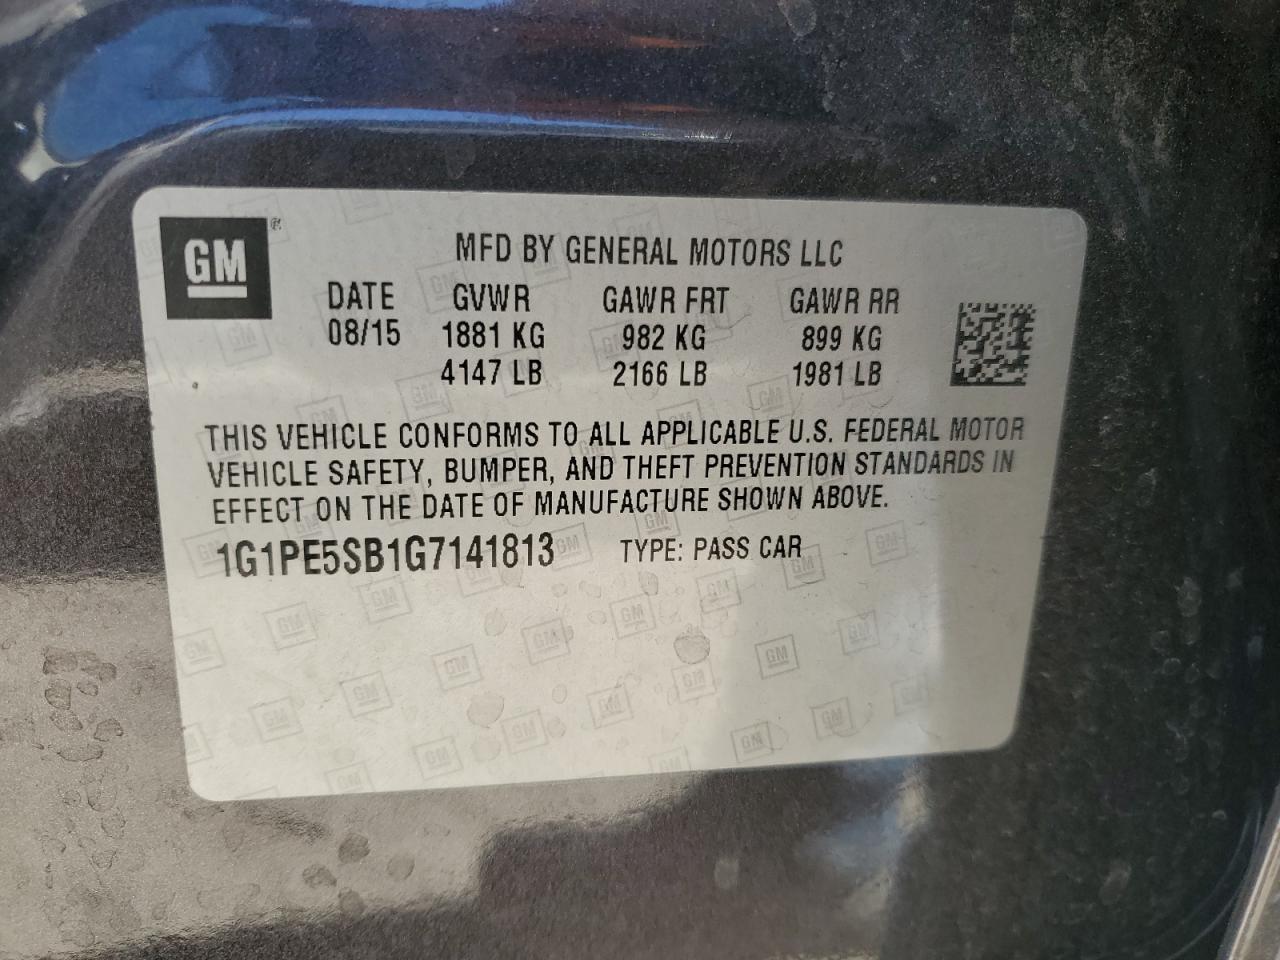 GM®
MFD BY GENERAL MOTORS LLC
DATE GVWR GAWR FRT GAWR RR
08/15 1881 KG 982 KG 899 KG
4147 LB 2166 LB 1981 LB
THIS VEHICLE CONFORMS TO ALL APPLICABLE U.S. FEDERAL MOTOR
VEHICLE SAFETY, BUMPER, AND THEFT PREVENTION STANDARDS IN
EFFECT ON THE DATE OF MANUFACTURE SHOWN ABOVE.
1G1PE5SB1G7141813 TYPE: PASS CAR